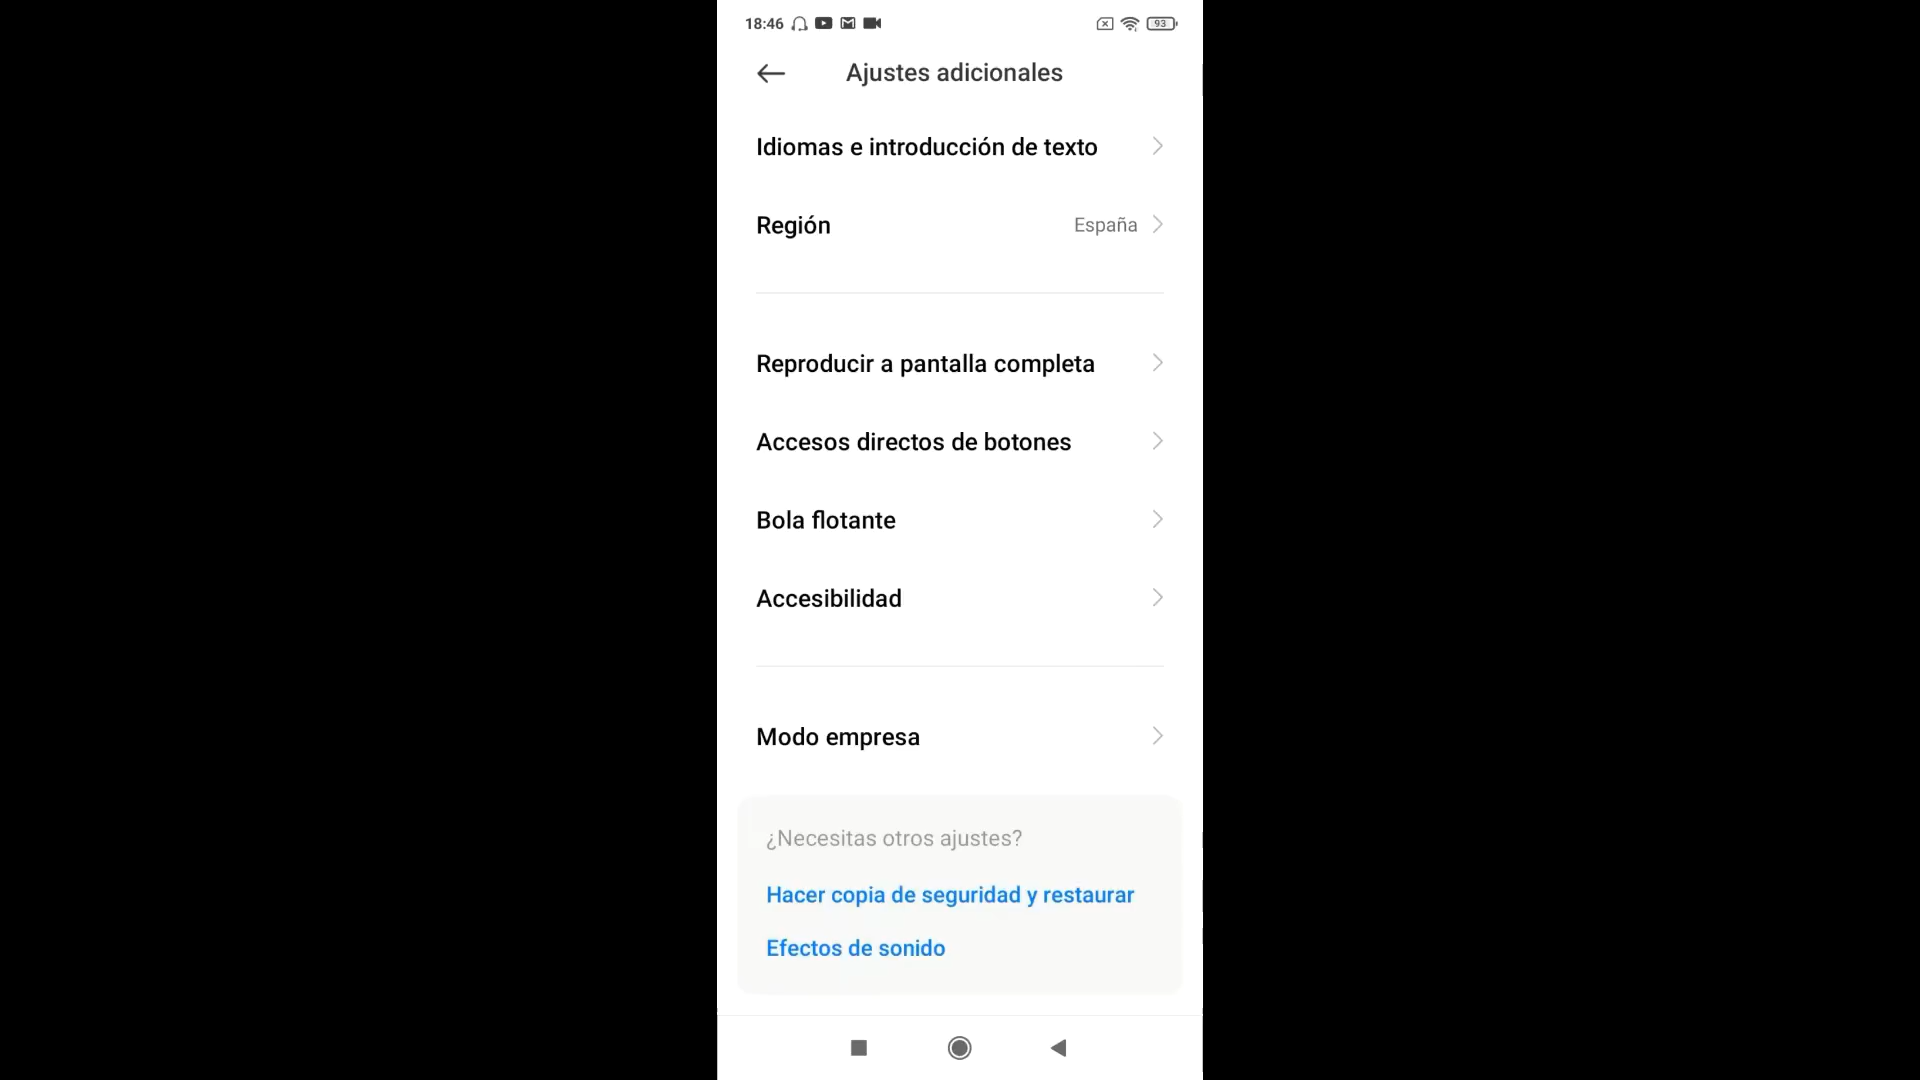 18:46 93
Ajustes adicionales
Idiomas e introducción de texto
Región España
Reproducir a pantalla completa
Accesos directos de botones
Bola flotante
Accesibilidad
Modo empresa
¿Necesitas otros ajustes?
Hacer copia de seguridad y restaurar
Efectos de sonido